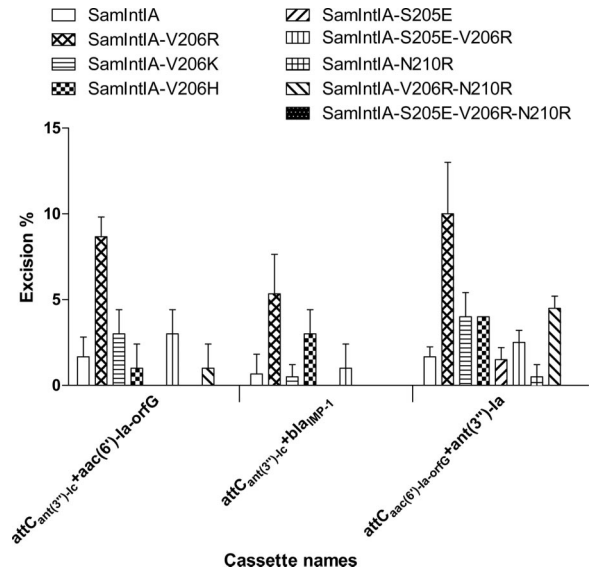 SamIntIA
SamIntIA-V206R
SamIntIA-V206K
SamIntIA-V206H
SamIntIA-S205E
SamIntIA-S205E-V206R
SamIntIA-N210R
SamIntIA-V206R-N210R
SamIntIA-S205E-V206R-N210R
15
10
5
0
Excision %
attCant(3")-Ic+aac(6')-Ia-orfG
attCant(3")-Ic+blaIMP-1
attCaac(6')-Ia-orfG+ant(3")-Ia
Cassette names